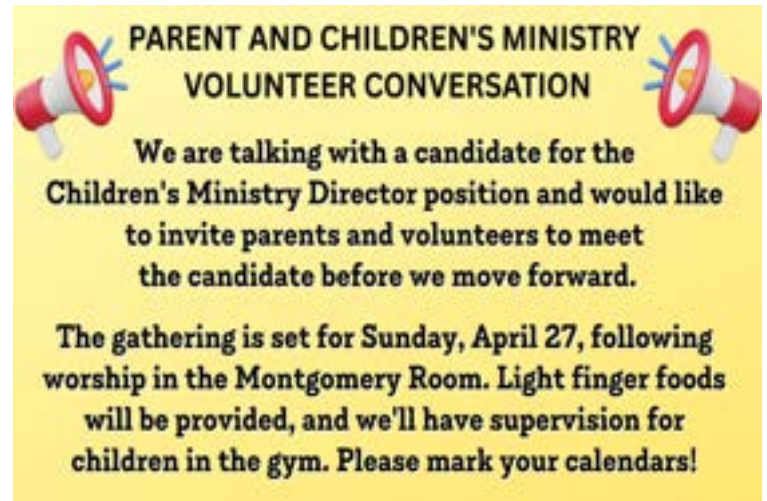 PARENT AND CHILDREN'S MINISTRY
VOLUNTEER CONVERSATION
We are talking with a candidate for the
Children's Ministry Director position and would like
to invite parents and volunteers to meet
the candidate before we move forward.
The gathering is set for Sunday, April 27, following
worship in the Montgomery Room. Light finger foods
will be provided, and we'll have supervision for
children in the gym. Please mark your calendars!